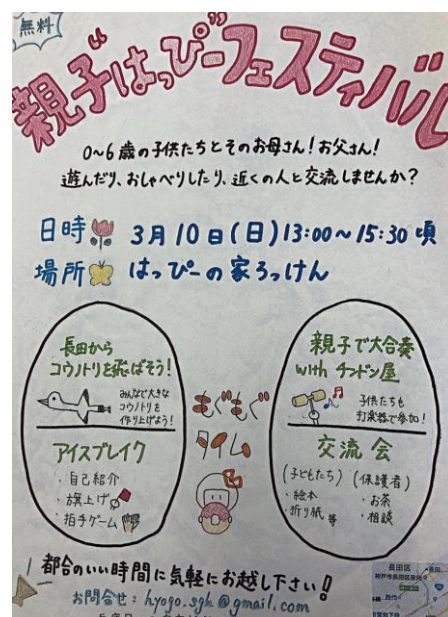 無料
親子“はっぴー”フェスティバル
0~6歳の子供たちとそのお母さん!お父さん!
遊んだり、おしゃべりしたり、近くの人と交流しませんか?
日時 3月10日(日)13:00~15:30頃
場所 はっぴーの家ろっけん
長田から
コウノトリを飛ばそう!
みんなで大きな
コウノトリを
作り上げよう!
アイスブレイク
・自己紹介
・旗上げ
・拍手ゲーム
もぐもぐ
タイム
親子で大合奏
with チンドン屋
子供たちも
打楽器で参加!
交流会
(子どもたち)
・絵本
・折り紙 等
(保護者)
・お茶
・相談
都合のいい時間に気軽にお越し下さい!!
お問合せ:hyogo.sgh@gmail.com
長田区